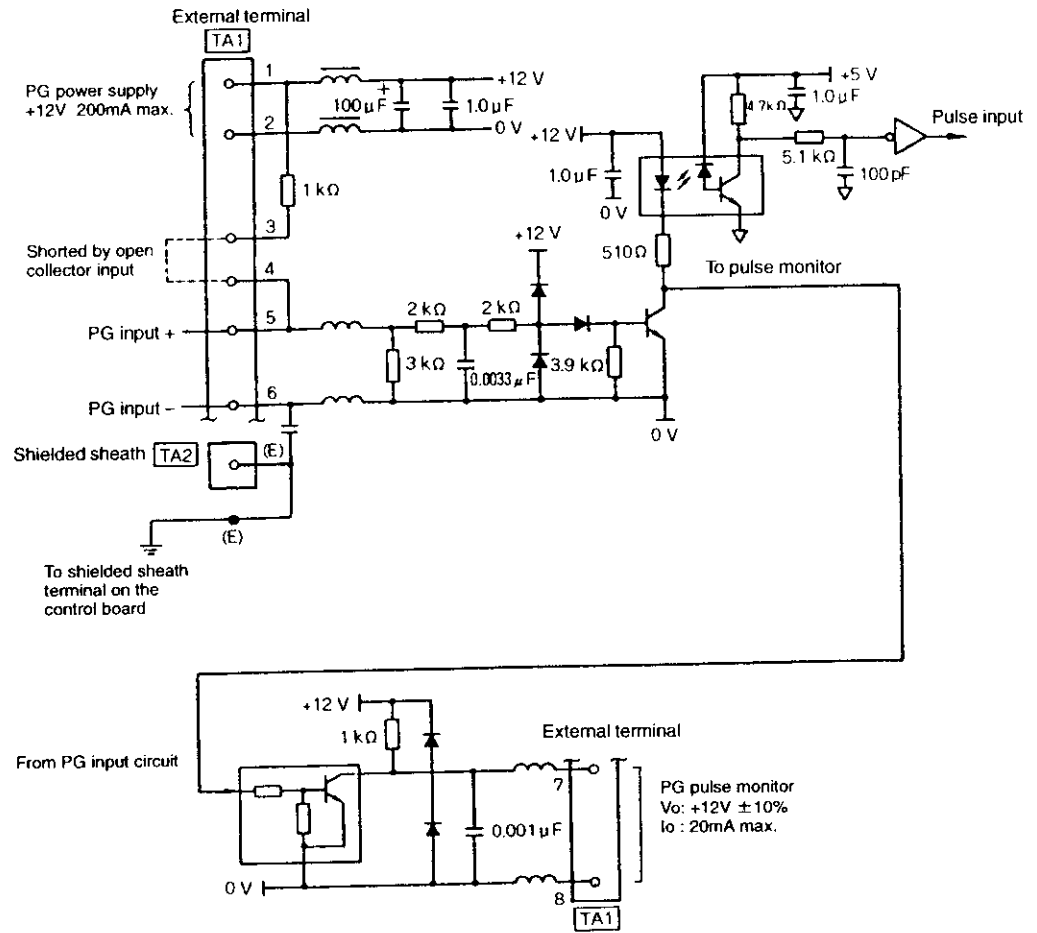 External terminal
TA1
PG power supply
+12V 200mA max.
1
2
+
100µF
1.0µF
+12 V
0 V
1 kΩ
3
Shorted by open
collector input
4
5
PG input +
6
PG input −
Shielded sheath TA2
(E)
(E)
To shielded sheath
terminal on the
control board
2 kΩ
2 kΩ
3 kΩ
0.0033µF
+12 V
3.9 kΩ
0 V
+12 V
1.0µF
0 V
510Ω
To pulse monitor
4.7kΩ
+5 V
1.0µF
5.1 kΩ
100pF
Pulse input
From PG input circuit
+12 V
1 kΩ
0 V
0.001µF
External terminal
7
8
TA1
PG pulse monitor
Vo: +12V ±10%
Io : 20mA max.